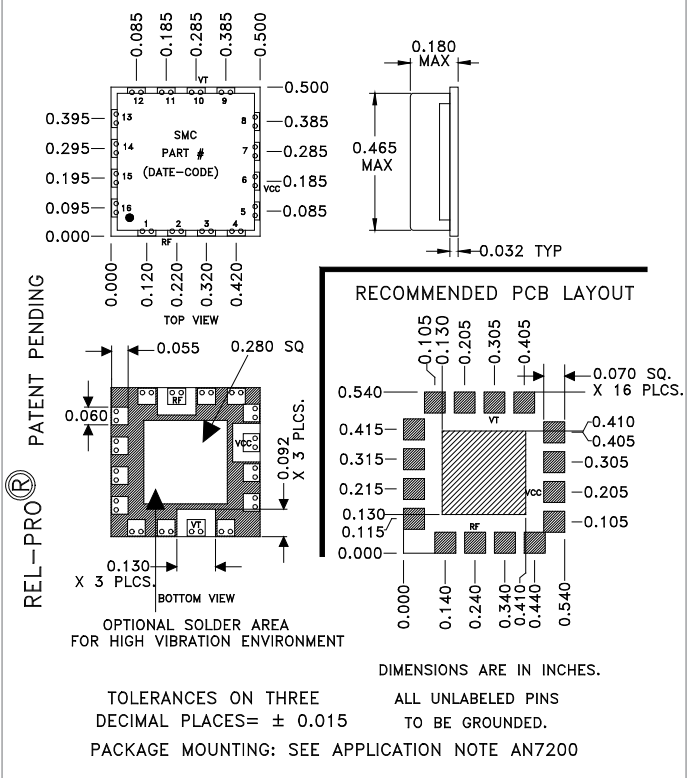 0.085
0.185
0.285
0.385
0.500
VT
12
11
10
9
0.500
0.395
13
8
0.385
0.295
14
SMC
PART #
(DATE-CODE)
7
0.285
0.195
15
6
VCC
0.185
0.095
16
5
0.085
0.000
1
2
3
4
RF
0.000
0.120
0.220
0.320
0.420
TOP VIEW
0.180
MAX
0.465
MAX
0.032 TYP
REL-PRO®
PATENT PENDING
0.055
0.280 SQ
0.060
RF
VCC
VT
0.092
X 3 PLCS.
0.130
X 3 PLCS.
BOTTOM VIEW
OPTIONAL SOLDER AREA
FOR HIGH VIBRATION ENVIRONMENT
RECOMMENDED PCB LAYOUT
0.105
0.130
0.205
0.305
0.405
0.070 SQ.
X 16 PLCS.
0.540
VT
0.415
0.410
0.405
0.315
0.305
0.215
VCC
0.205
0.130
0.115
0.105
RF
0.000
0.000
0.140
0.240
0.340
0.410
0.440
0.540
DIMENSIONS ARE IN INCHES.
TOLERANCES ON THREE
DECIMAL PLACES= ± 0.015
ALL UNLABELED PINS
TO BE GROUNDED.
PACKAGE MOUNTING: SEE APPLICATION NOTE AN7200